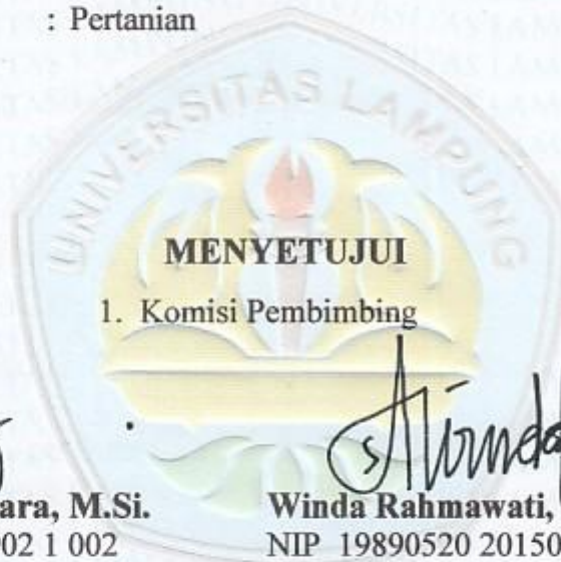 : Pertanian
UNIVERSITAS LAMPUNG
MENYETUJUI
1. Komisi Pembimbing
ara, M.Si. Winda Rahmawati,
02 1 002 NIP 19890520 20150